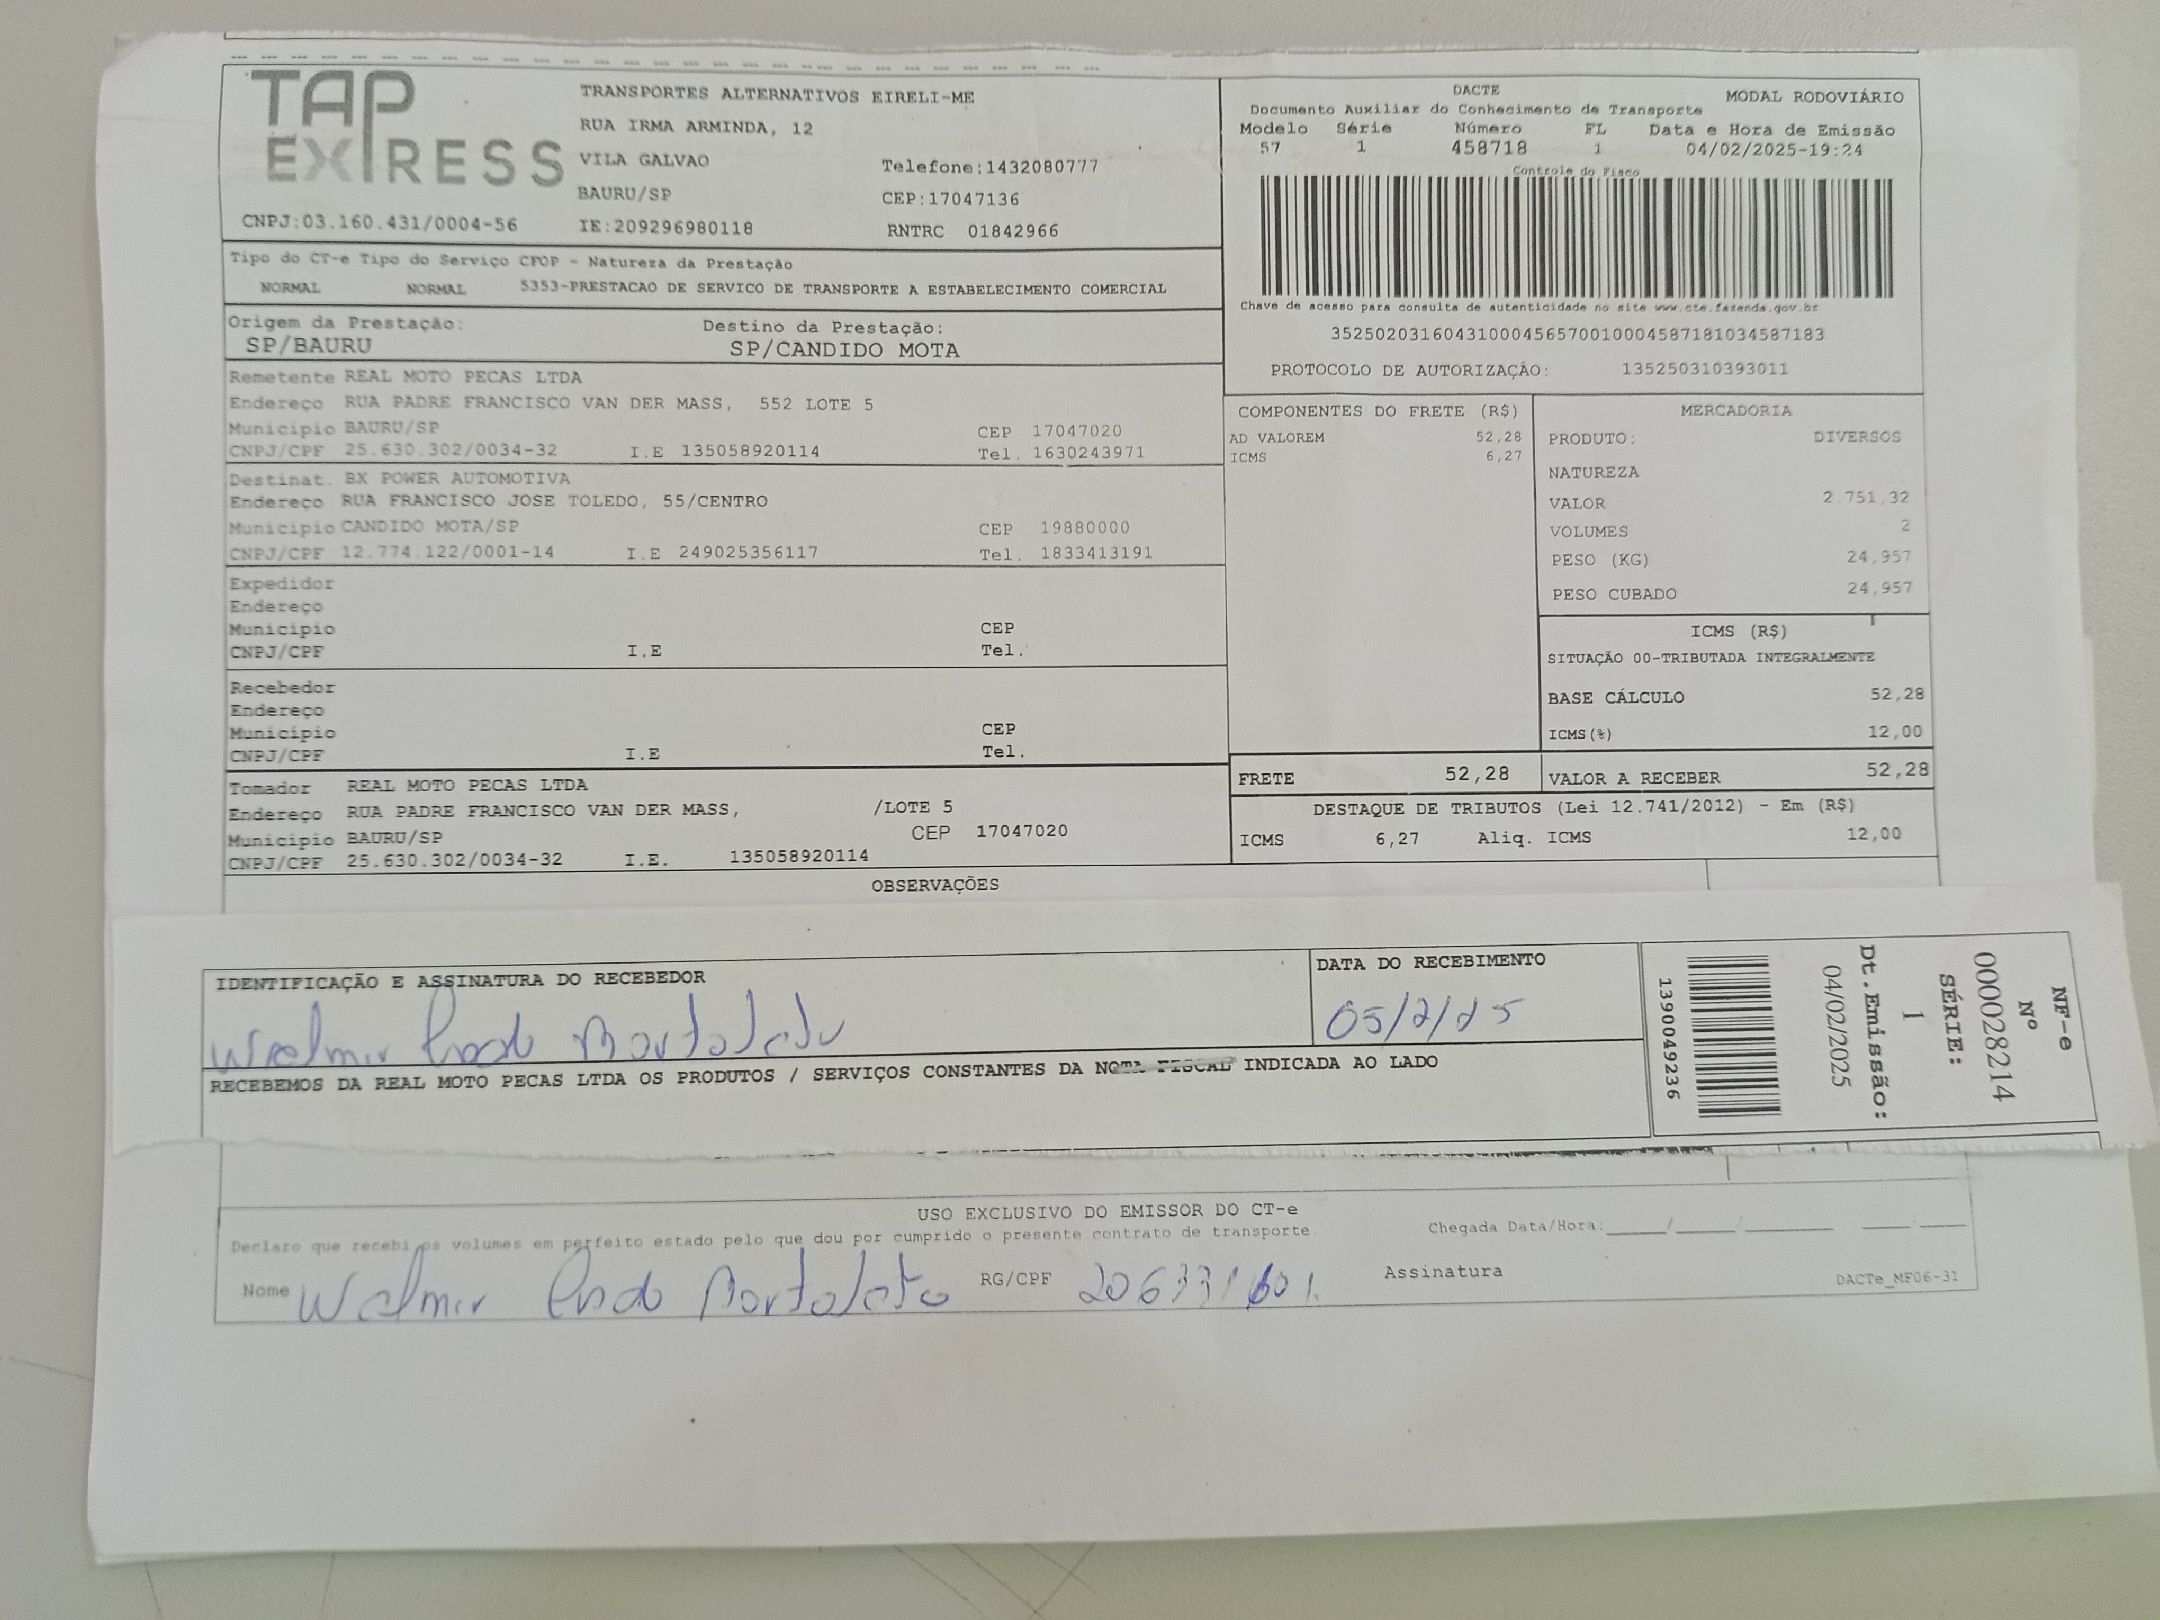 TAP EXPRESS
CNPJ:03.160.431/0004-56
TRANSPORTES ALTERNATIVOS EIRELI-ME
RUA IRMA ARMINDA, 12
VILA GALVAO Telefone:1432080777
BAURU/SP CEP:17047136
IE:209296980118 RNTRC 01842966
DACTE MODAL RODOVIÁRIO
Documento Auxiliar do Conhecimento de Transporte
Modelo Série Número FL Data e Hora de Emissão
57 1 458718 1 04/02/2025-19:24
Controle do Fisco
Chave de acesso para consulta de autenticidade no site www.cte.fazenda.gov.br
35250203160431000456570010004587181034587183
PROTOCOLO DE AUTORIZAÇÃO: 135250310393011
Tipo do CT-e Tipo do Serviço CFOP - Natureza da Prestação
NORMAL NORMAL 5353-PRESTACAO DE SERVICO DE TRANSPORTE A ESTABELECIMENTO COMERCIAL
Origem da Prestação: Destino da Prestação:
SP/BAURU SP/CANDIDO MOTA
Remetente REAL MOTO PECAS LTDA
Endereço RUA PADRE FRANCISCO VAN DER MASS, 552 LOTE 5
Municipio BAURU/SP CEP 17047020
CNPJ/CPF 25.630.302/0034-32 I.E 135058920114 Tel. 1630243971
Destinat. BX POWER AUTOMOTIVA
Endereço RUA FRANCISCO JOSE TOLEDO, 55/CENTRO
Municipio CANDIDO MOTA/SP CEP 19880000
CNPJ/CPF 12.774.122/0001-14 I.E 249025356117 Tel. 1833413191
Expedidor
Endereço
Municipio CEP
CNPJ/CPF I.E Tel.
Recebedor
Endereço
Municipio CEP
CNPJ/CPF I.E Tel.
Tomador REAL MOTO PECAS LTDA
Endereço RUA PADRE FRANCISCO VAN DER MASS, /LOTE 5
Municipio BAURU/SP CEP 17047020
CNPJ/CPF 25.630.302/0034-32 I.E. 135058920114
COMPONENTES DO FRETE (R$)
AD VALOREM 52,28
ICMS 6,27
MERCADORIA
PRODUTO: DIVERSOS
NATUREZA
VALOR 2.751,32
VOLUMES 2
PESO (KG) 24,957
PESO CUBADO 24,957
ICMS (R$)
SITUAÇÃO 00-TRIBUTADA INTEGRALMENTE
BASE CÁLCULO 52,28
ICMS(%) 12,00
FRETE 52,28 VALOR A RECEBER 52,28
DESTAQUE DE TRIBUTOS (Lei 12.741/2012) - Em (R$)
ICMS 6,27 Aliq. ICMS 12,00
OBSERVAÇÕES
IDENTIFICAÇÃO E ASSINATURA DO RECEBEDOR
DATA DO RECEBIMENTO
05/2/25
RECEBEMOS DA REAL MOTO PECAS LTDA OS PRODUTOS / SERVIÇOS CONSTANTES DA NOTA FISCAL INDICADA AO LADO
NF-e
Nº
000028214
SÉRIE:
1
Dt.Emissão:
04/02/2025
1390049236
USO EXCLUSIVO DO EMISSOR DO CT-e
Declaro que recebi os volumes em perfeito estado pelo que dou por cumprido o presente contrato de transporte.
Chegada Data/Hora:____/____/______ ___:___
Nome RG/CPF Assinatura
DACTe_MF06-31